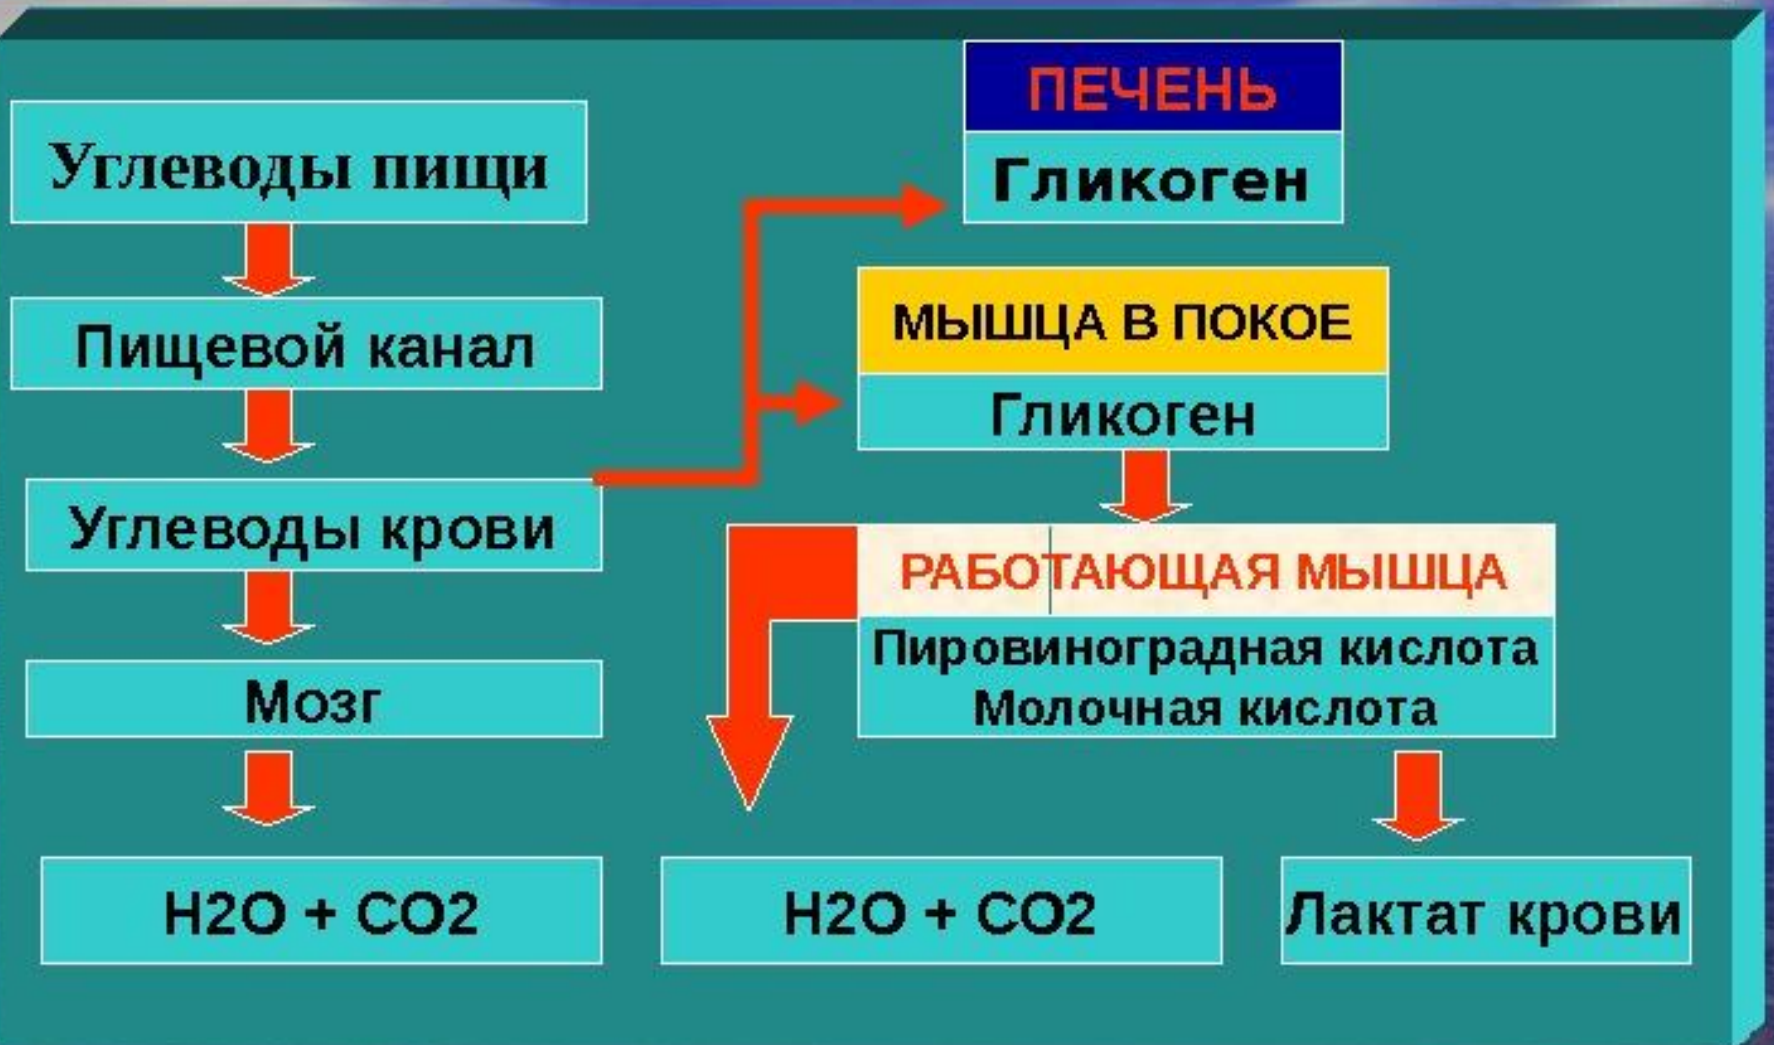 Углеводы пищи
Пищевой канал
Углеводы крови
Мозг
H2O + CO2
ПЕЧЕНЬ
Гликоген
МЫШЦА В ПОКОЕ
Гликоген
РАБОТАЮЩАЯ МЫШЦА
Пировиноградная кислота
Молочная кислота
H2O + CO2
Лактат крови